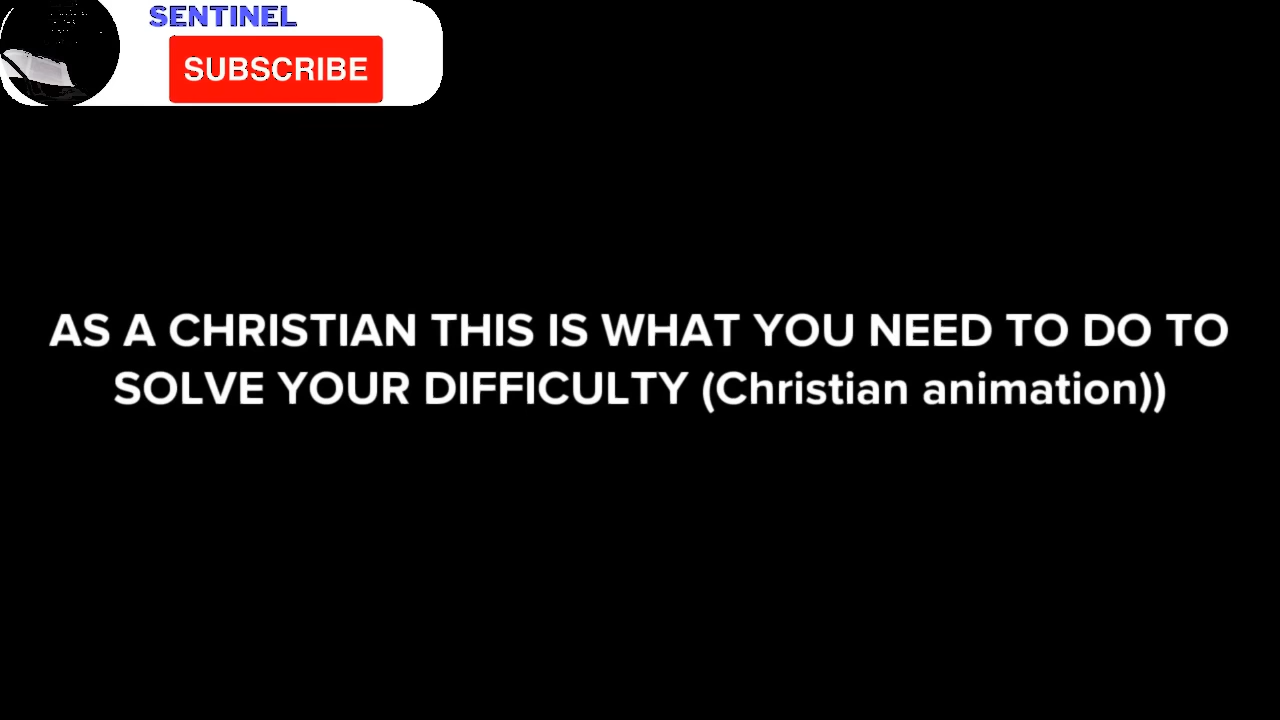 SENTINEL
SUBSCRIBE
AS A CHRISTIAN THIS IS WHAT YOU NEED TO DO TO
SOLVE YOUR DIFFICULTY (Christian animation))